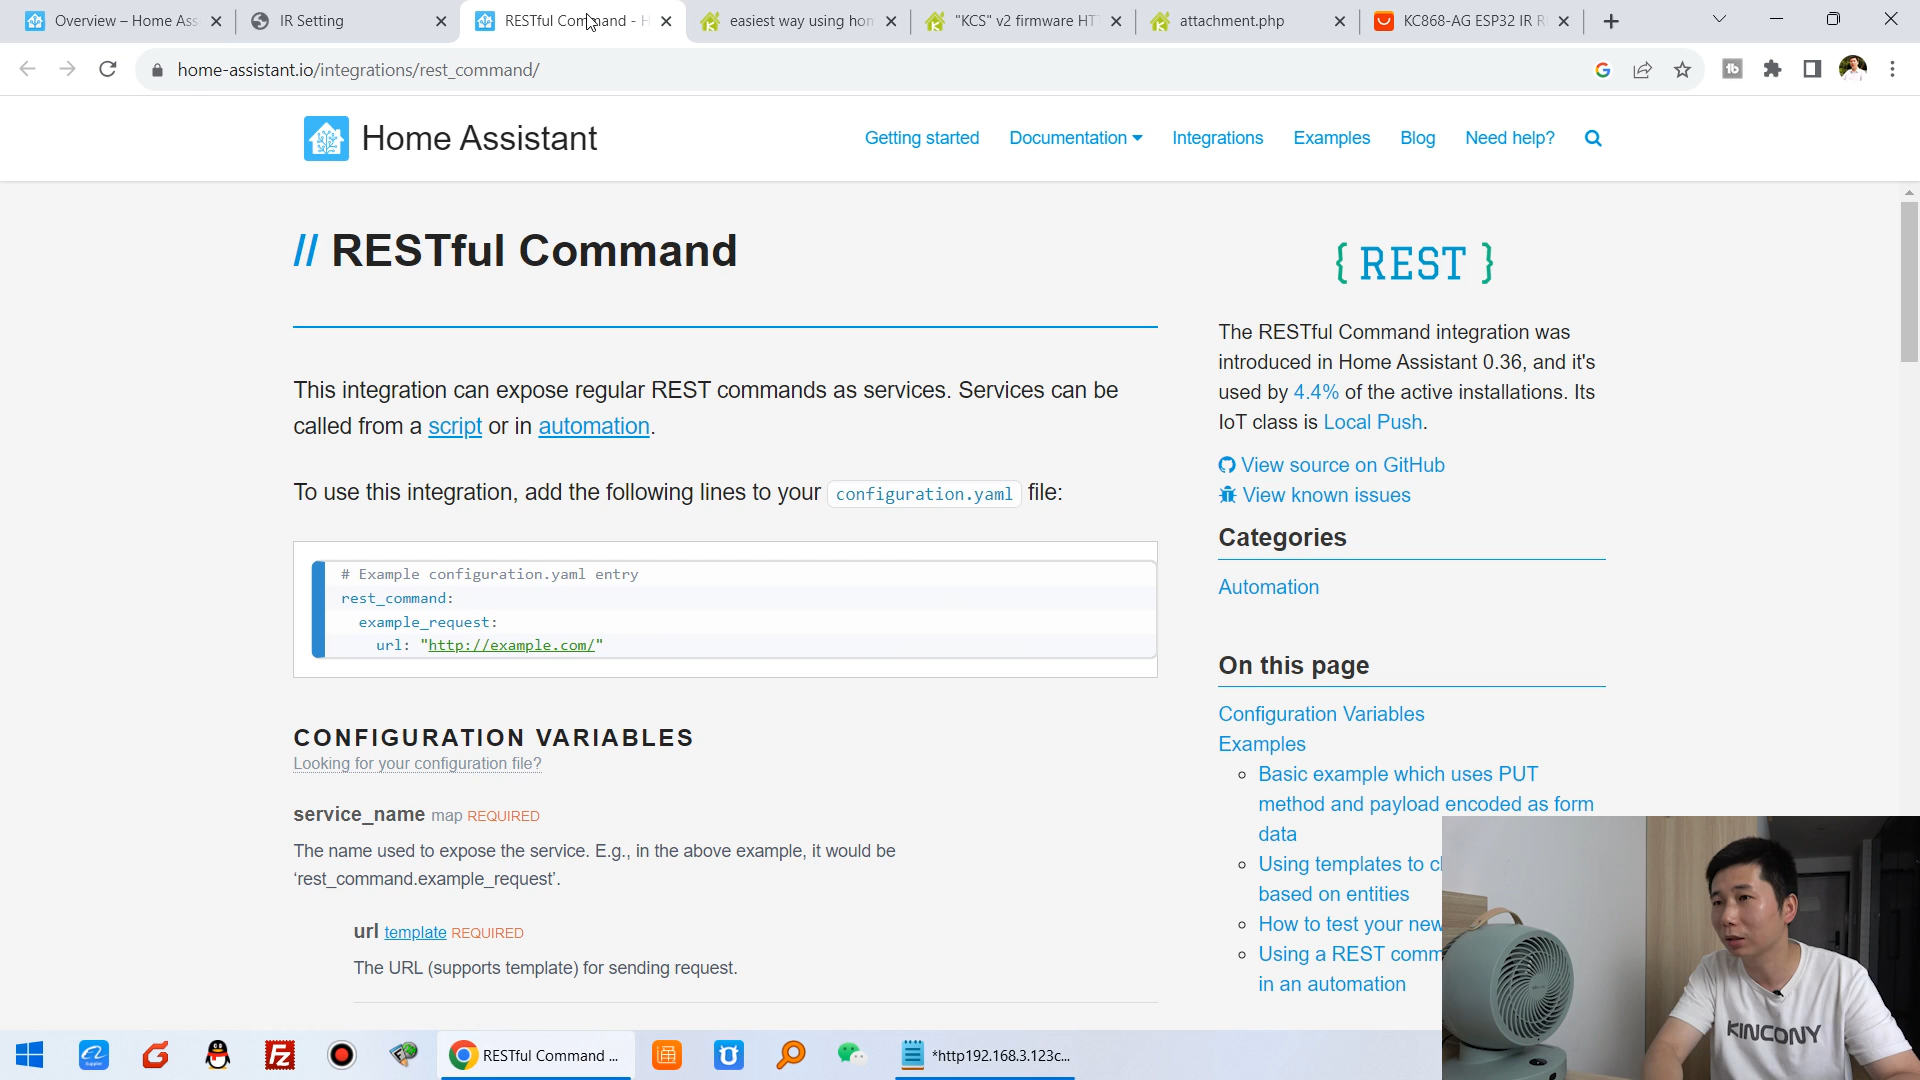 Overview – Home Ass
IR Setting
RESTful Command - H
easiest way using hom
"KCS" v2 firmware HTT
attachment.php
KC868-AG ESP32 IR R
home-assistant.io/integrations/rest_command/
Home Assistant
Getting started
Documentation
Integrations
Examples
Blog
Need help?
// RESTful Command
This integration can expose regular REST commands as services. Services can be
called from a script or in automation.
To use this integration, add the following lines to your configuration.yaml file:
# Example configuration.yaml entry
rest_command:
example_request:
url: "http://example.com/"
CONFIGURATION VARIABLES
Looking for your configuration file?
service_name map REQUIRED
The name used to expose the service. E.g., in the above example, it would be
‘rest_command.example_request’.
url template REQUIRED
The URL (supports template) for sending request.
{ REST }
The RESTful Command integration was
introduced in Home Assistant 0.36, and it's
used by 4.4% of the active installations. Its
IoT class is Local Push.
View source on GitHub
View known issues
Categories
Automation
On this page
Configuration Variables
Examples
Basic example which uses PUT
method and payload encoded as form
data
Using templates to cl
based on entities
How to test your new
Using a REST comm
in an automation
KINCONY
RESTful Command ...
*http192.168.3.123c...